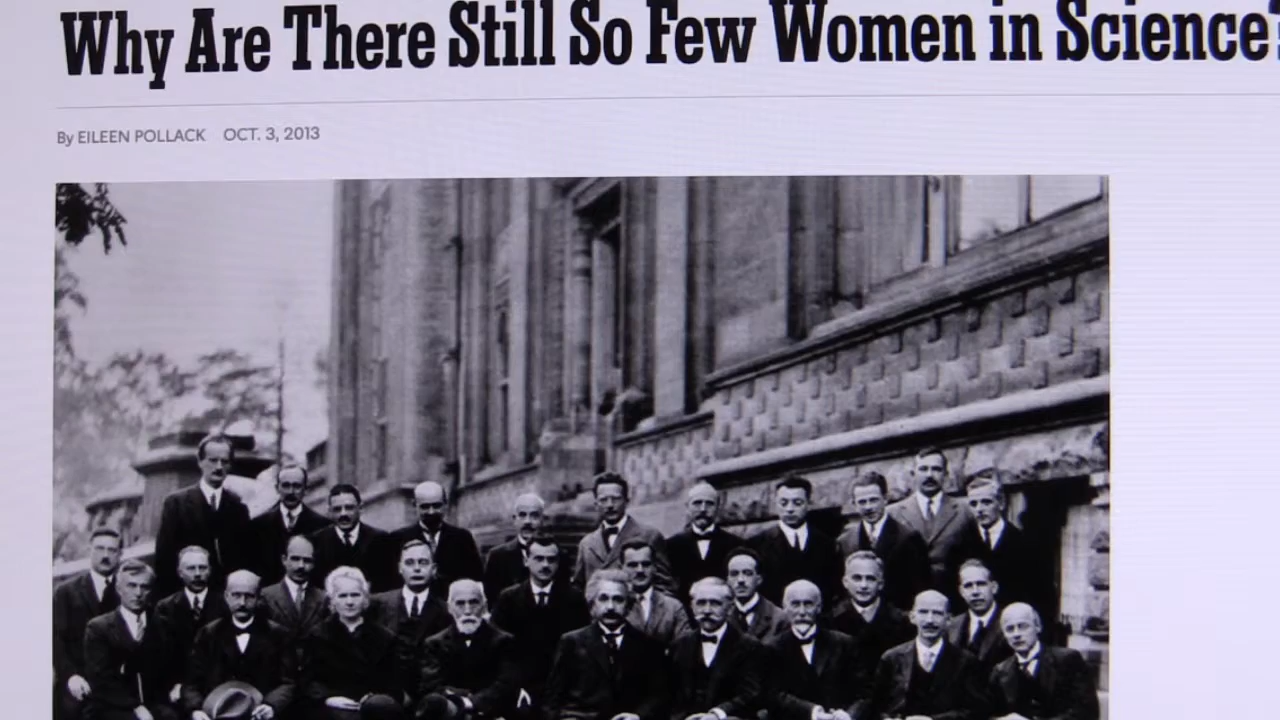 Why Are There Still So Few Women in Science?
By EILEEN POLLACK OCT. 3, 2013